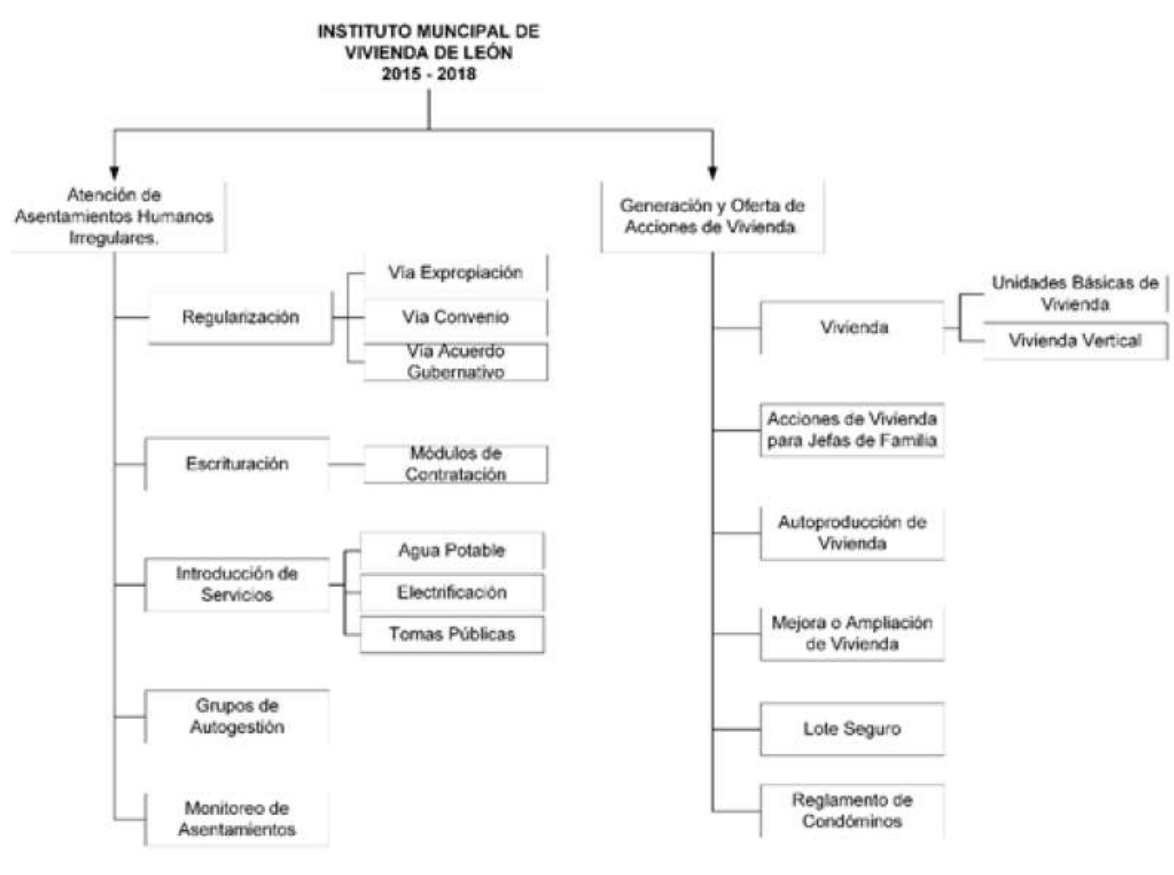 INSTITUTO MUNCIPAL DE
VIVIENDA DE LEÓN
2015 - 2018
Atención de
Asentamientos Humanos
Irregulares.
Regularización
Vía Expropiación
Via Convenio
Vía Acuerdo
Gubernativo
Escrituración
Módulos de
Contratación
Introducción de
Servicios
Agua Potable
Electrificación
Tomas Públicas
Grupos de
Autogestión
Monitoreo de
Asentamientos
Generación y Oferta de
Acciones de Vivienda.
Vivienda
Unidades Básicas de
Vivienda
Vivienda Vertical
Acciones de Vivienda
para Jefas de Familia
Autoproducción de
Vivienda
Mejora o Ampliación
de Vivienda
Lote Seguro
Reglamento de
Condóminos